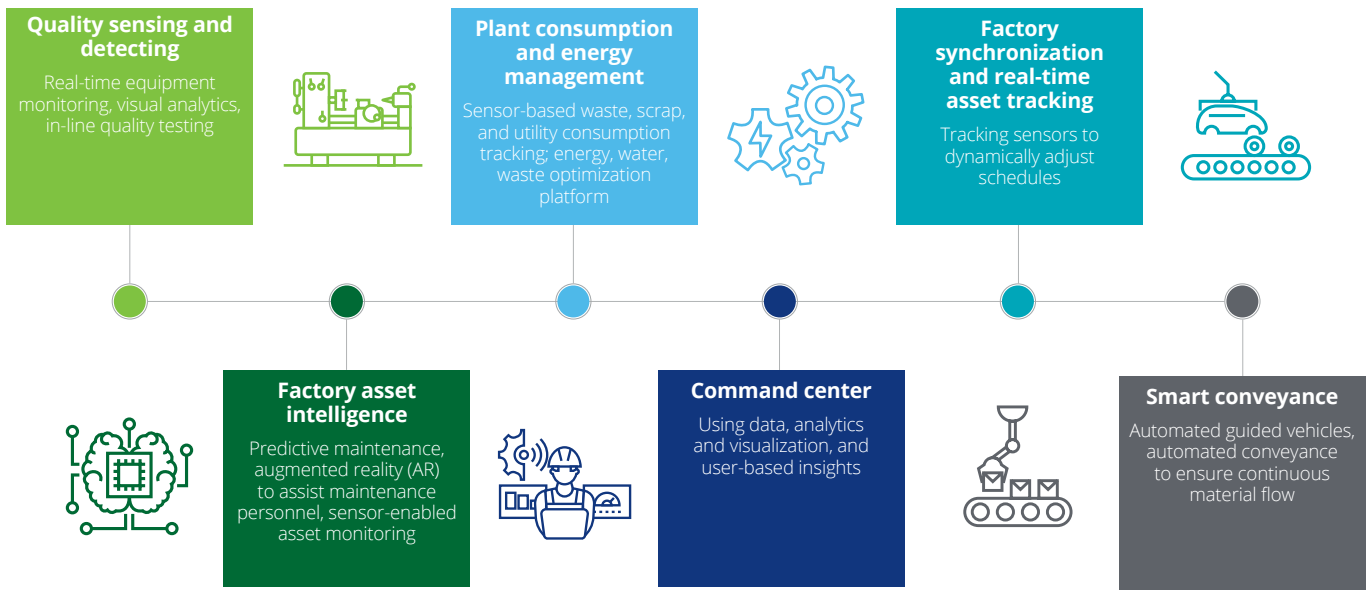 Quality sensing and
detecting
Real-time equipment
monitoring, visual analytics,
in-line quality testing
Plant consumption
and energy
management
Sensor-based waste, scrap,
and utility consumption
tracking; energy, water,
waste optimization
platform
Factory
synchronization
and real-time
asset tracking
Tracking sensors to
dynamically adjust
schedules
Factory asset
intelligence
Predictive maintenance,
augmented reality (AR)
to assist maintenance
personnel, sensor-enabled
asset monitoring
Command center
Using data, analytics
and visualization, and
user-based insights
Smart conveyance
Automated guided vehicles,
automated conveyance
to ensure continuous
material flow